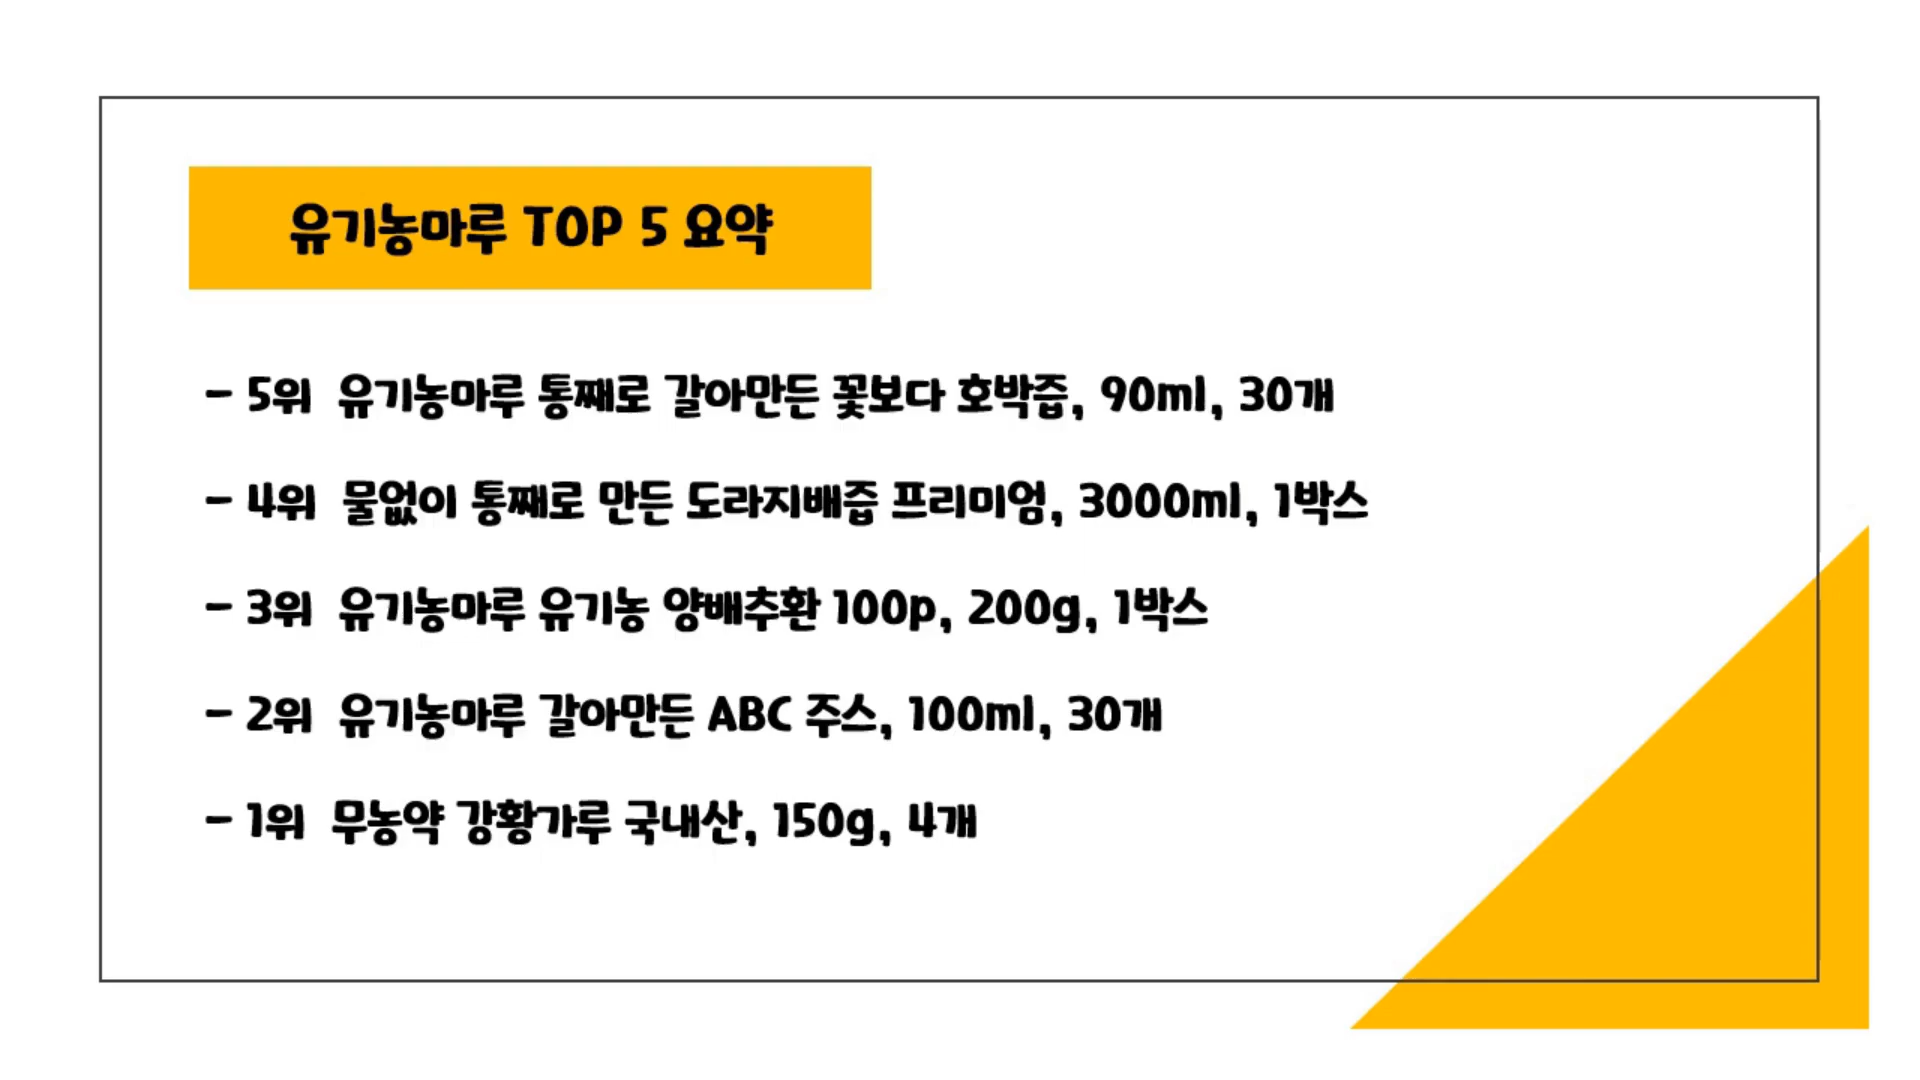 유기농마루 TOP 5 요약
- 5위 유기농마루 통째로 갈아만든 꽃보다 호박즙, 90ml, 30개
- 4위 물없이 통째로 만든 도라지배즙 프리미엄, 3000ml, 1박스
- 3위 유기농마루 유기농 양배추환 100p, 200g, 1박스
- 2위 유기농마루 갈아만든 ABC 주스, 100ml, 30개
- 1위 무농약 강황가루 국내산, 150g, 4개